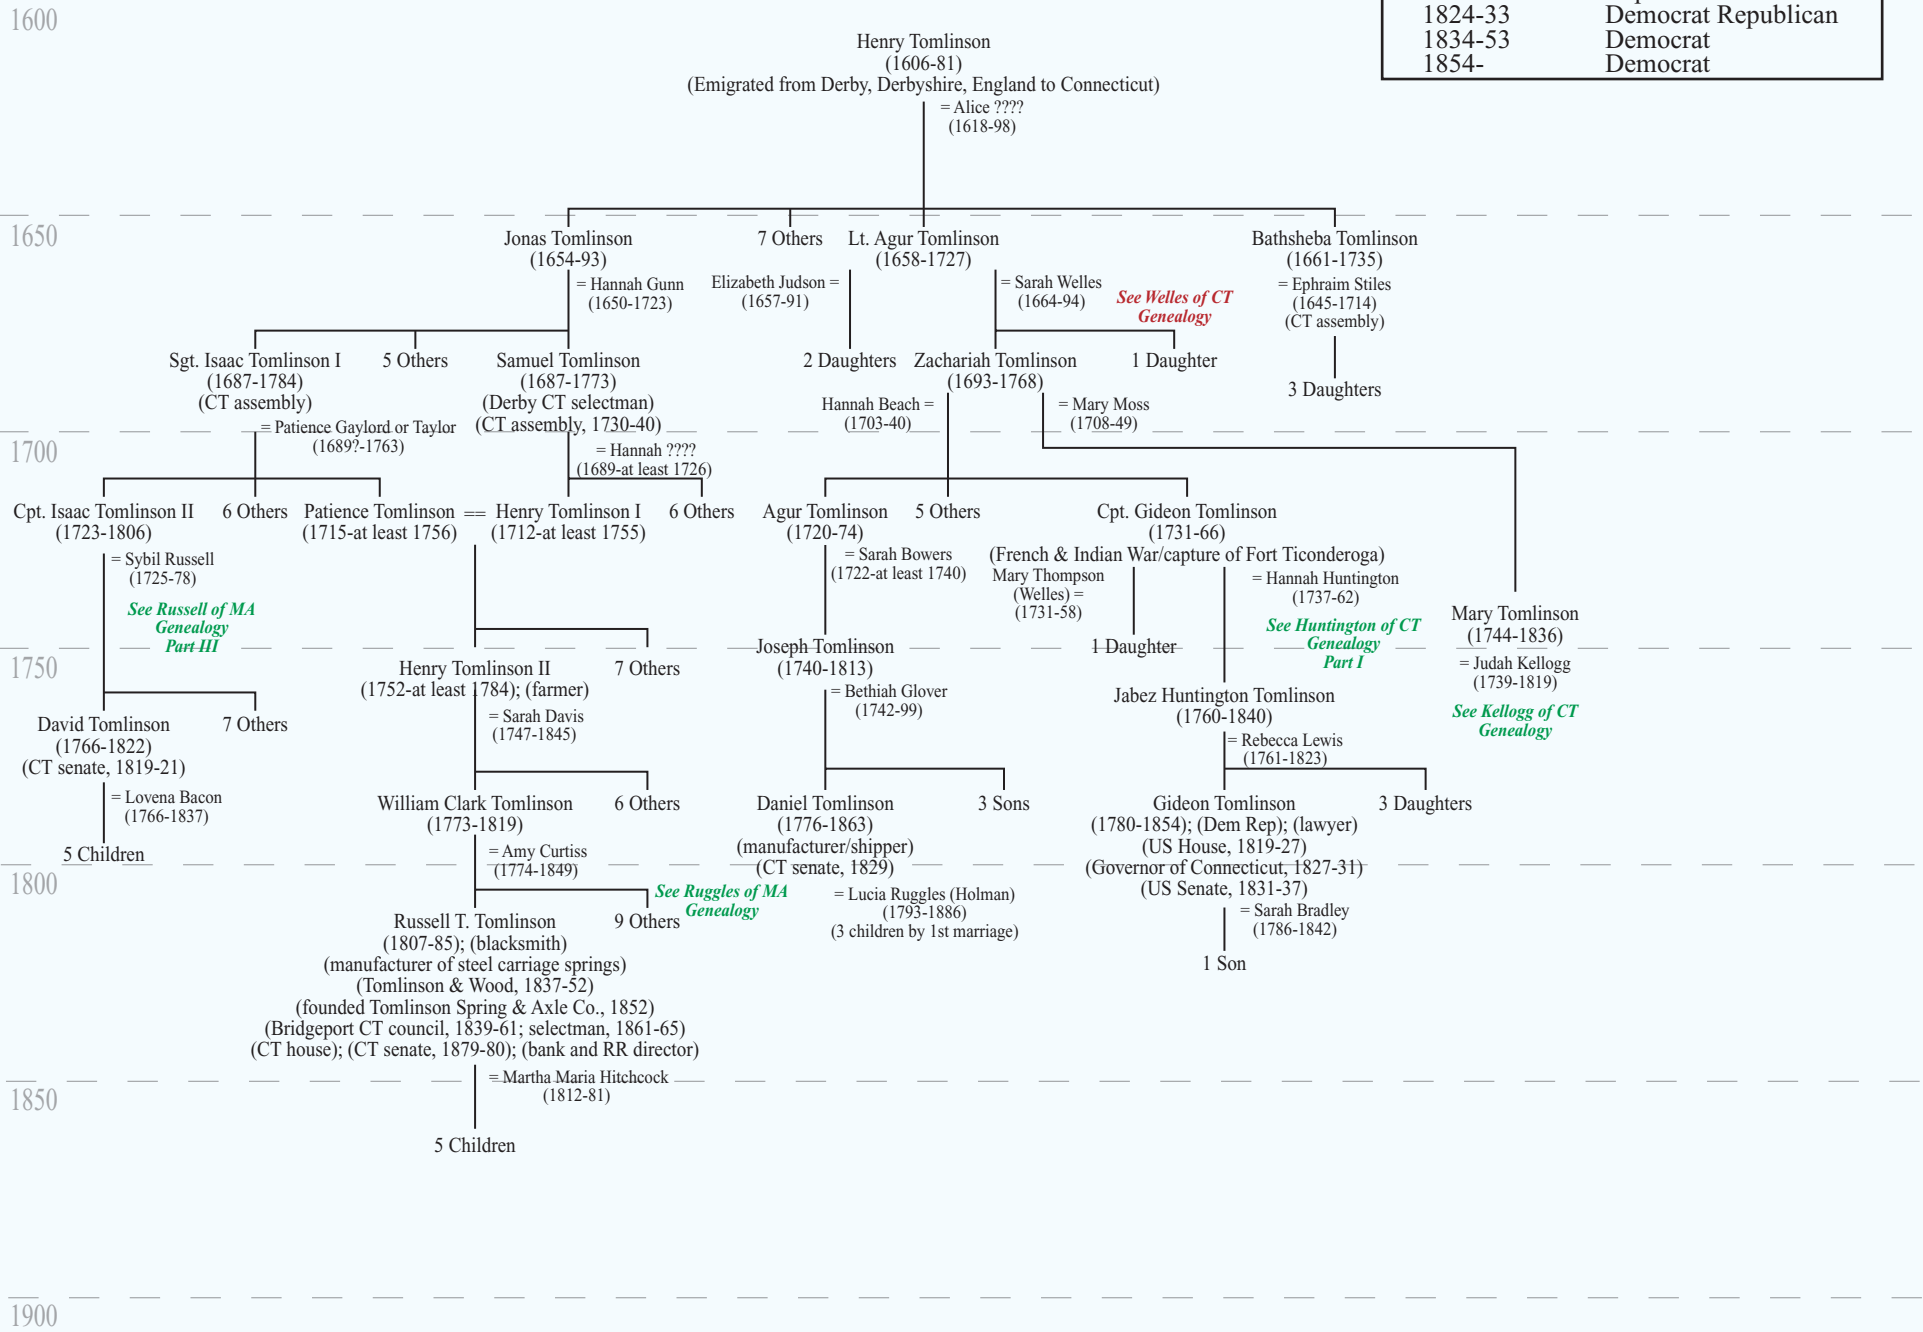 1600
1824-33 Democrat Republican
1834-53 Democrat
1854- Democrat
Henry Tomlinson
(1606-81)
(Emigrated from Derby, Derbyshire, England to Connecticut)
= Alice ????
(1618-98)
1650
Jonas Tomlinson
(1654-93)
= Hannah Gunn
(1650-1723)
7 Others
Lt. Agur Tomlinson
(1658-1727)
Elizabeth Judson =
(1657-91)
= Sarah Welles
(1664-94)
See Welles of CT
Genealogy
Bathsheba Tomlinson
(1661-1735)
= Ephraim Stiles
(1645-1714)
(CT assembly)
Sgt. Isaac Tomlinson I
(1687-1784)
(CT assembly)
= Patience Gaylord or Taylor
(1689?-1763)
5 Others
Samuel Tomlinson
(1687-1773)
(Derby CT selectman)
(CT assembly, 1730-40)
= Hannah ????
(1689-at least 1726)
2 Daughters
Zachariah Tomlinson
(1693-1768)
Hannah Beach =
(1703-40)
= Mary Moss
(1708-49)
1 Daughter
3 Daughters
1700
Cpt. Isaac Tomlinson II
(1723-1806)
= Sybil Russell
(1725-78)
See Russell of MA
Genealogy
Part III
6 Others
Patience Tomlinson == Henry Tomlinson I
(1715-at least 1756) (1712-at least 1755)
6 Others
Agur Tomlinson
(1720-74)
= Sarah Bowers
(1722-at least 1740)
5 Others
Cpt. Gideon Tomlinson
(1731-66)
(French & Indian War/capture of Fort Ticonderoga)
Mary Thompson
(Welles) =
(1731-58)
= Hannah Huntington
(1737-62)
See Huntington of CT
Genealogy
Part I
Mary Tomlinson
(1744-1836)
= Judah Kellogg
(1739-1819)
See Kellogg of CT
Genealogy
1750
Henry Tomlinson II
(1752-at least 1784); (farmer)
= Sarah Davis
(1747-1845)
7 Others
Joseph Tomlinson
(1740-1813)
= Bethiah Glover
(1742-99)
1 Daughter
Jabez Huntington Tomlinson
(1760-1840)
= Rebecca Lewis
(1761-1823)
David Tomlinson
(1766-1822)
(CT senate, 1819-21)
= Lovena Bacon
(1766-1837)
7 Others
5 Children
William Clark Tomlinson
(1773-1819)
= Amy Curtiss
(1774-1849)
6 Others
Daniel Tomlinson
(1776-1863)
(manufacturer/shipper)
(CT senate, 1829)
= Lucia Ruggles (Holman)
(1793-1886)
(3 children by 1st marriage)
See Ruggles of MA
Genealogy
3 Sons
Gideon Tomlinson
(1780-1854); (Dem Rep); (lawyer)
(US House, 1819-27)
(Governor of Connecticut, 1827-31)
(US Senate, 1831-37)
= Sarah Bradley
(1786-1842)
3 Daughters
1 Son
1800
Russell T. Tomlinson
(1807-85); (blacksmith)
(manufacturer of steel carriage springs)
(Tomlinson & Wood, 1837-52)
(founded Tomlinson Spring & Axle Co., 1852)
(Bridgeport CT council, 1839-61; selectman, 1861-65)
(CT house); (CT senate, 1879-80); (bank and RR director)
= Martha Maria Hitchcock
(1812-81)
9 Others
1850
5 Children
1900